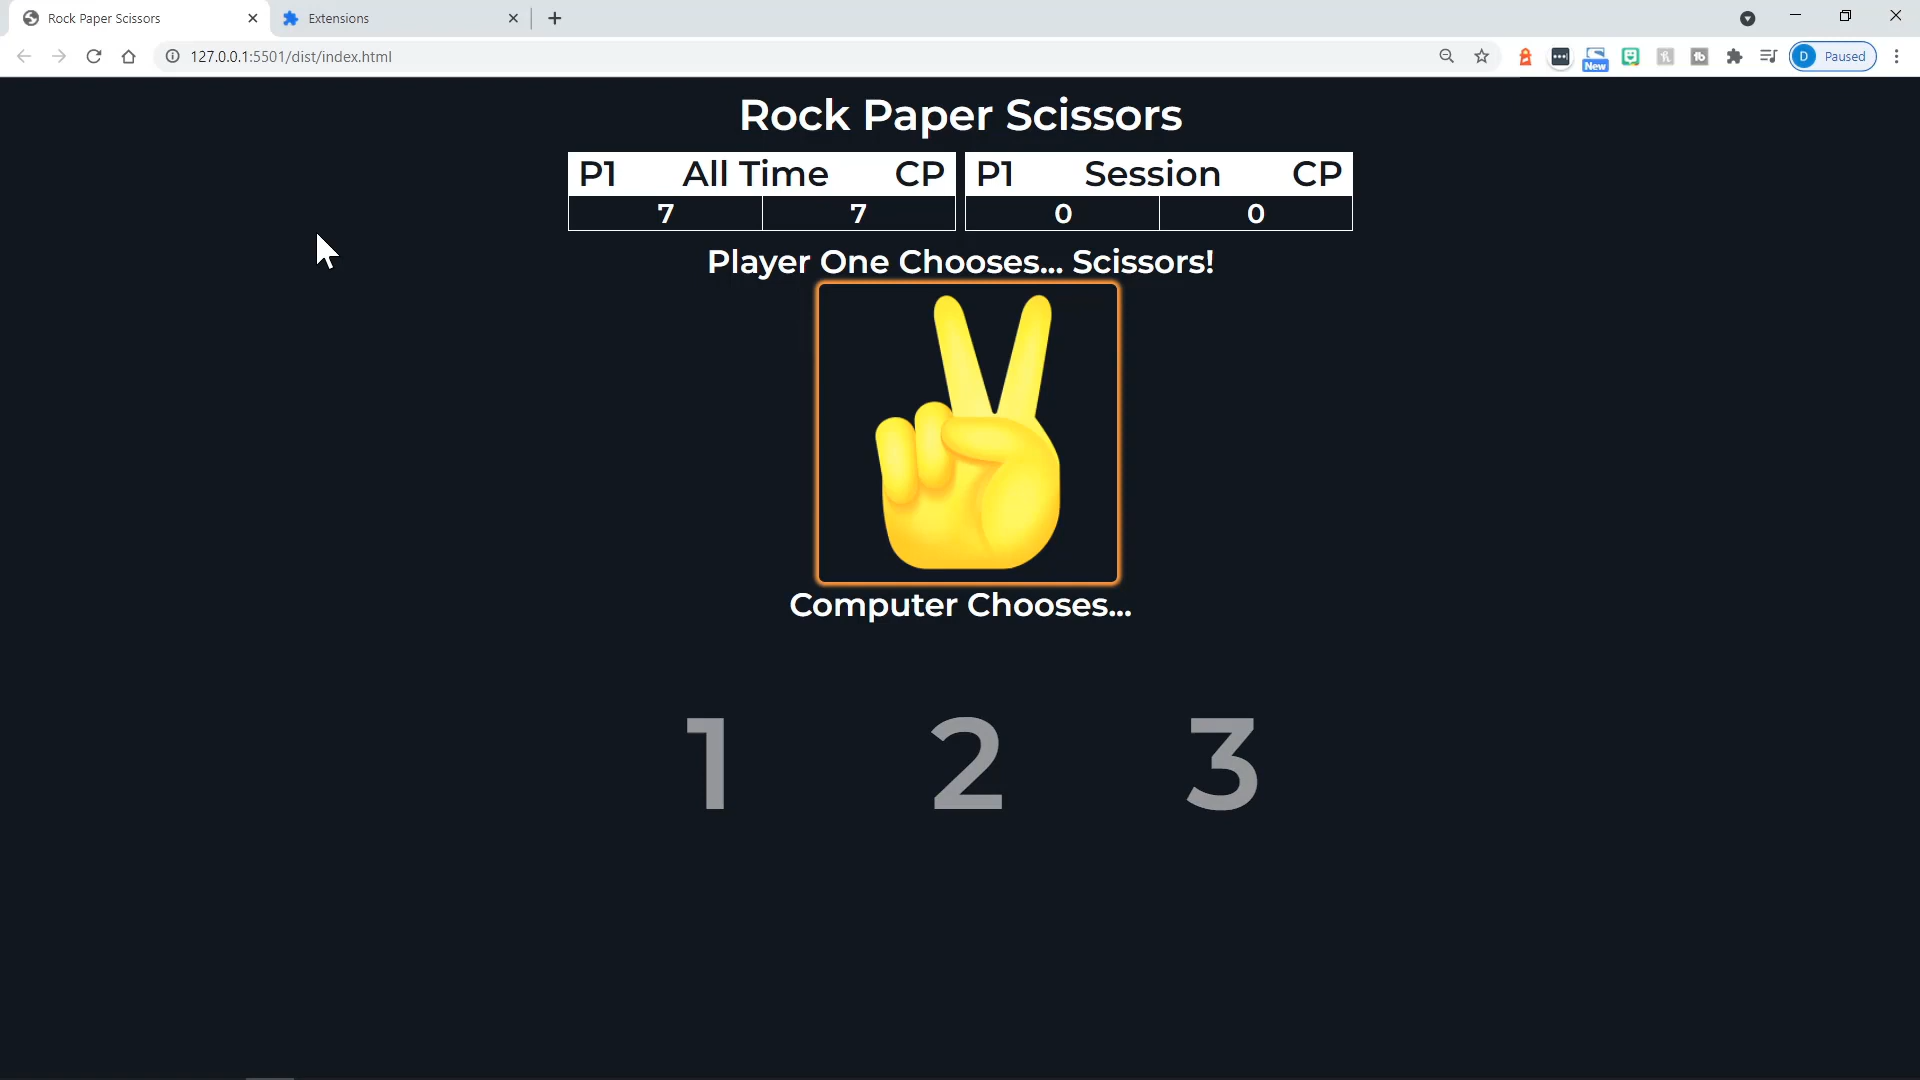 Rock Paper Scissors
Extensions
127.0.0.1:5501/dist/index.html
New
D Paused
Rock Paper Scissors
P1 All Time CP P1 Session CP
7 7 0 0
Player One Chooses... Scissors!
Computer Chooses...
1 2 3